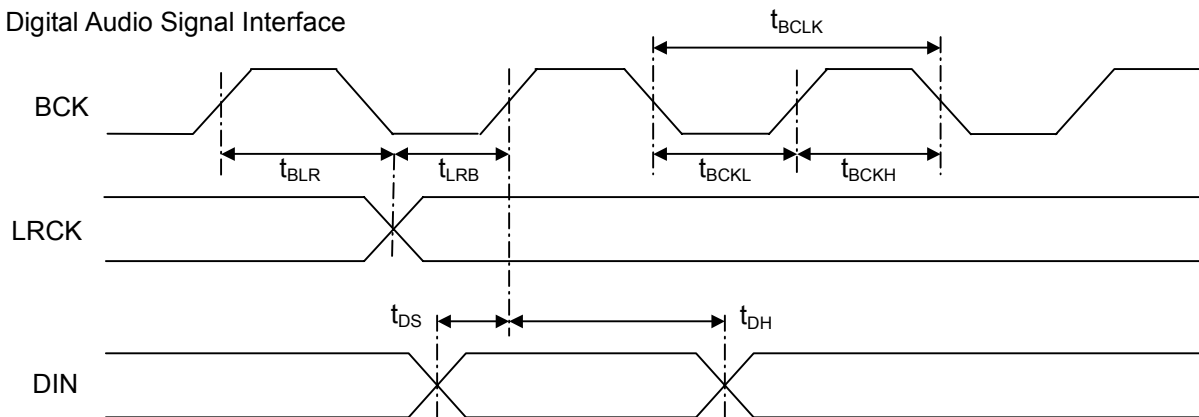 Digital Audio Signal Interface
tBCLK
BCK
tBLR tLRB tBCKL tBCKH
LRCK
tDS tDH
DIN